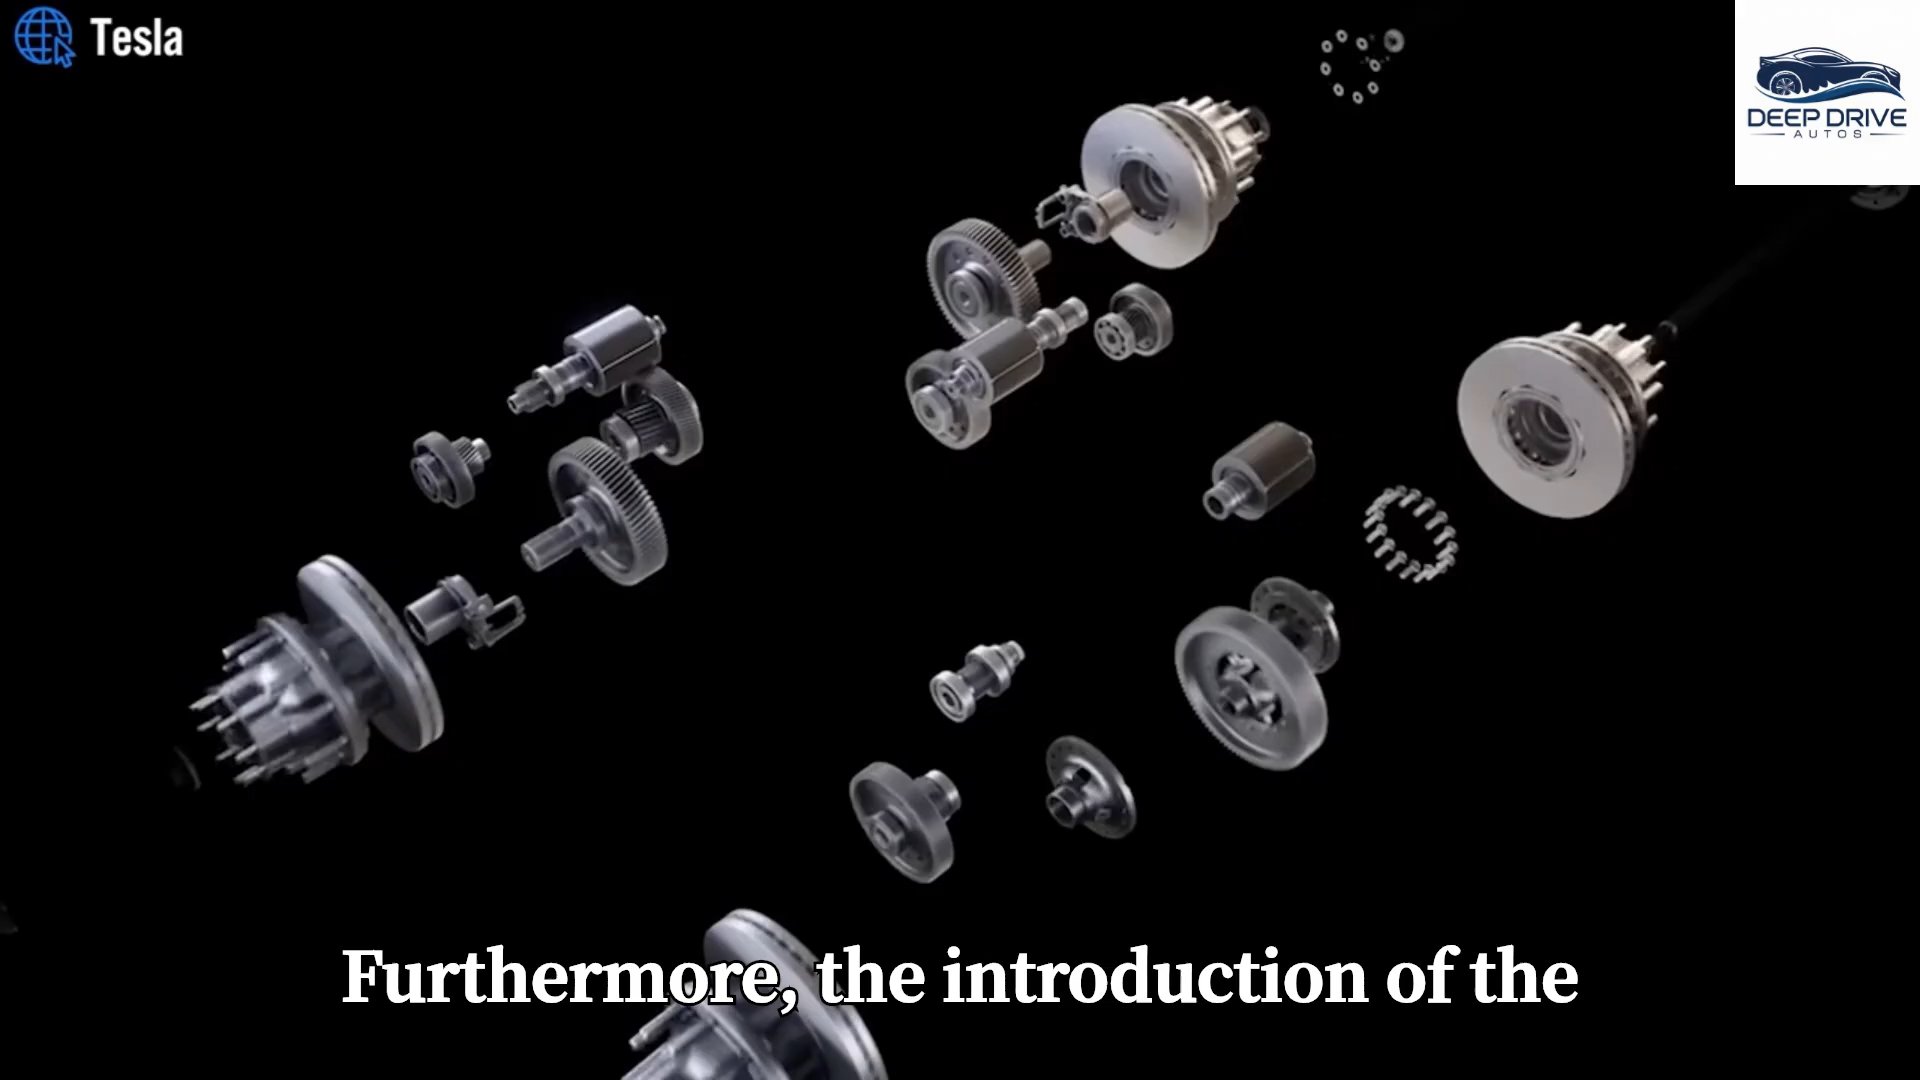 Tesla
DEEP DRIVE
AUTOS
Furthermore, the introduction of the